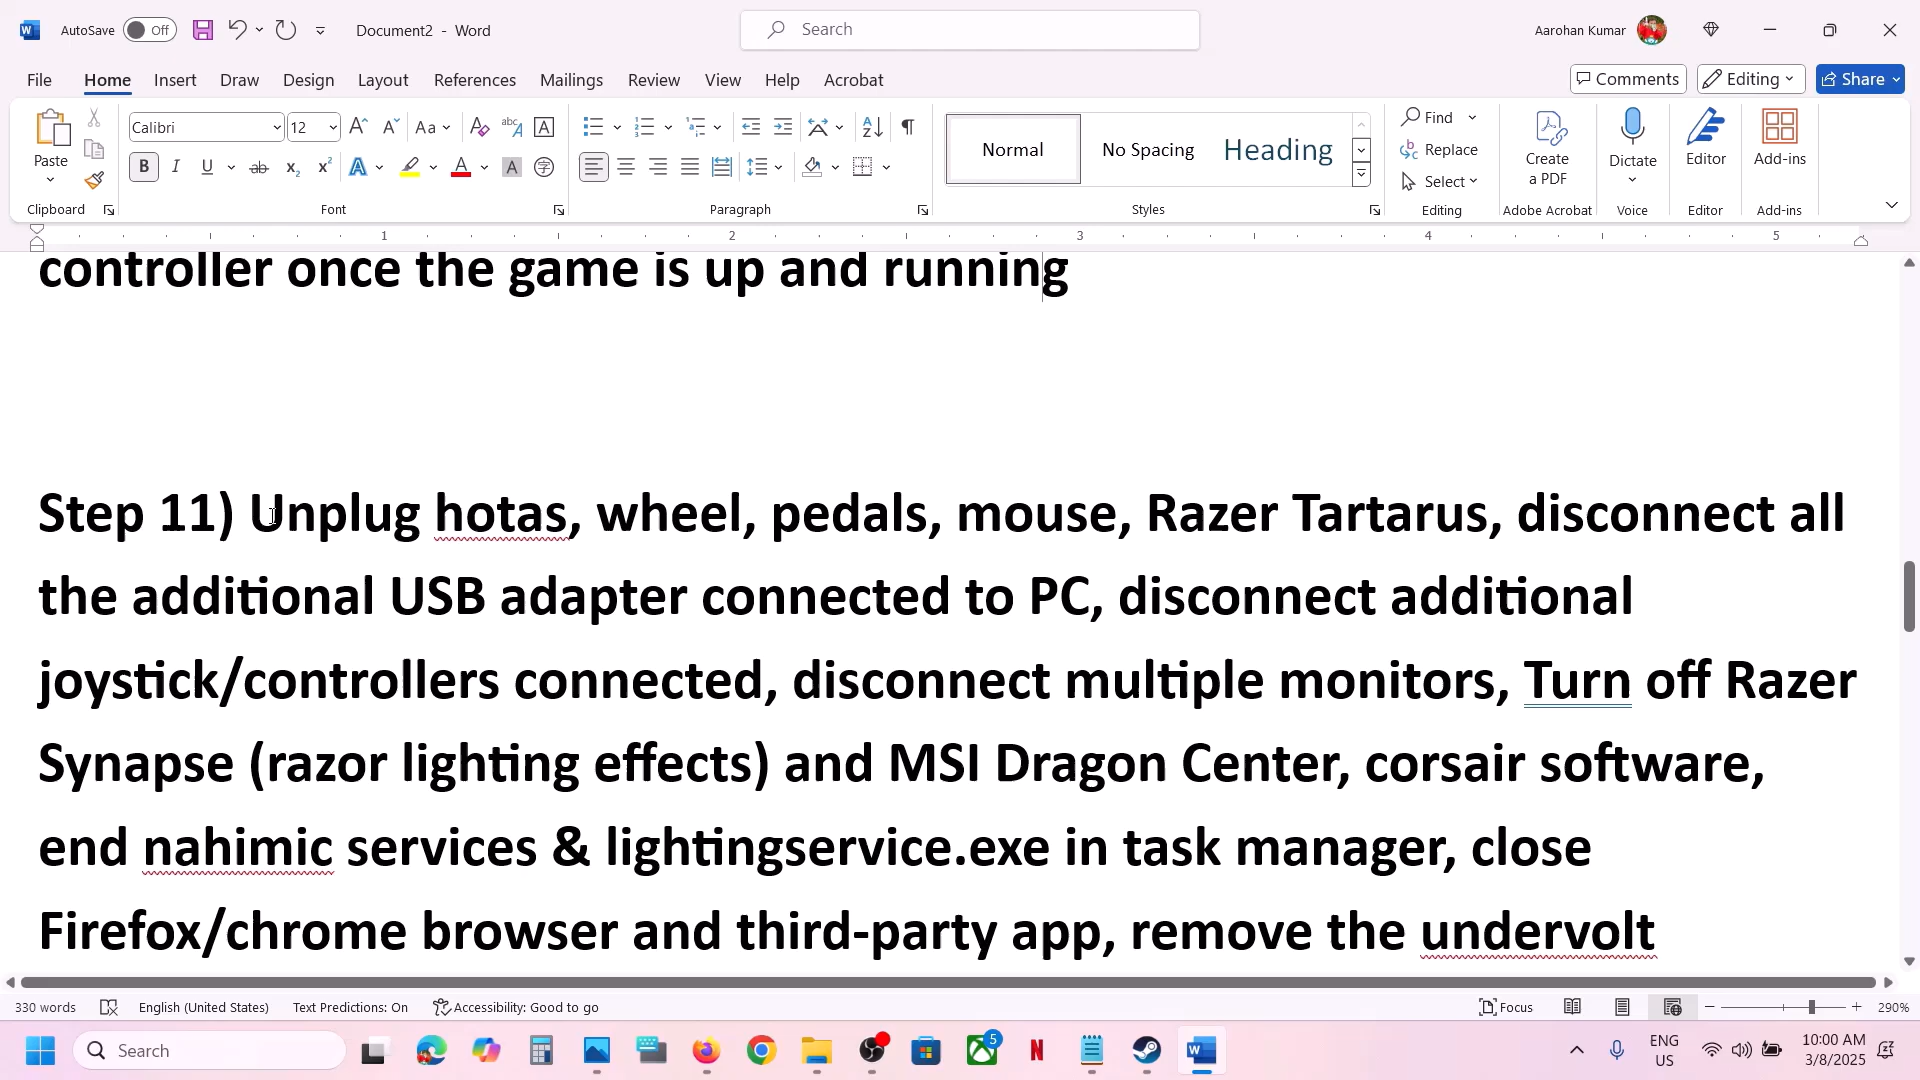 AutoSave Off Document2 - Word Search Aarohan Kumar
File Home Insert Draw Design Layout References Mailings Review View Help Acrobat Comments Editing Share
Calibri 12 Normal No Spacing Heading
Paste
Find
Replace
Select
Create a PDF
Dictate
Editor
Add-ins
Clipboard Font Paragraph Styles Editing Adobe Acrobat Voice Editor Add-ins
1 2 3 4 5
controller once the game is up and running
Step 11) Unplug hotas, wheel, pedals, mouse, Razer Tartarus, disconnect all
the additional USB adapter connected to PC, disconnect additional
joystick/controllers connected, disconnect multiple monitors, Turn off Razer
Synapse (razor lighting effects) and MSI Dragon Center, corsair software,
end nahimic services & lightingservice.exe in task manager, close
Firefox/chrome browser and third-party app, remove the undervolt
330 words English (United States) Text Predictions: On Accessibility: Good to go Focus 290%
Search 5 ENG US 10:00 AM 3/8/2025